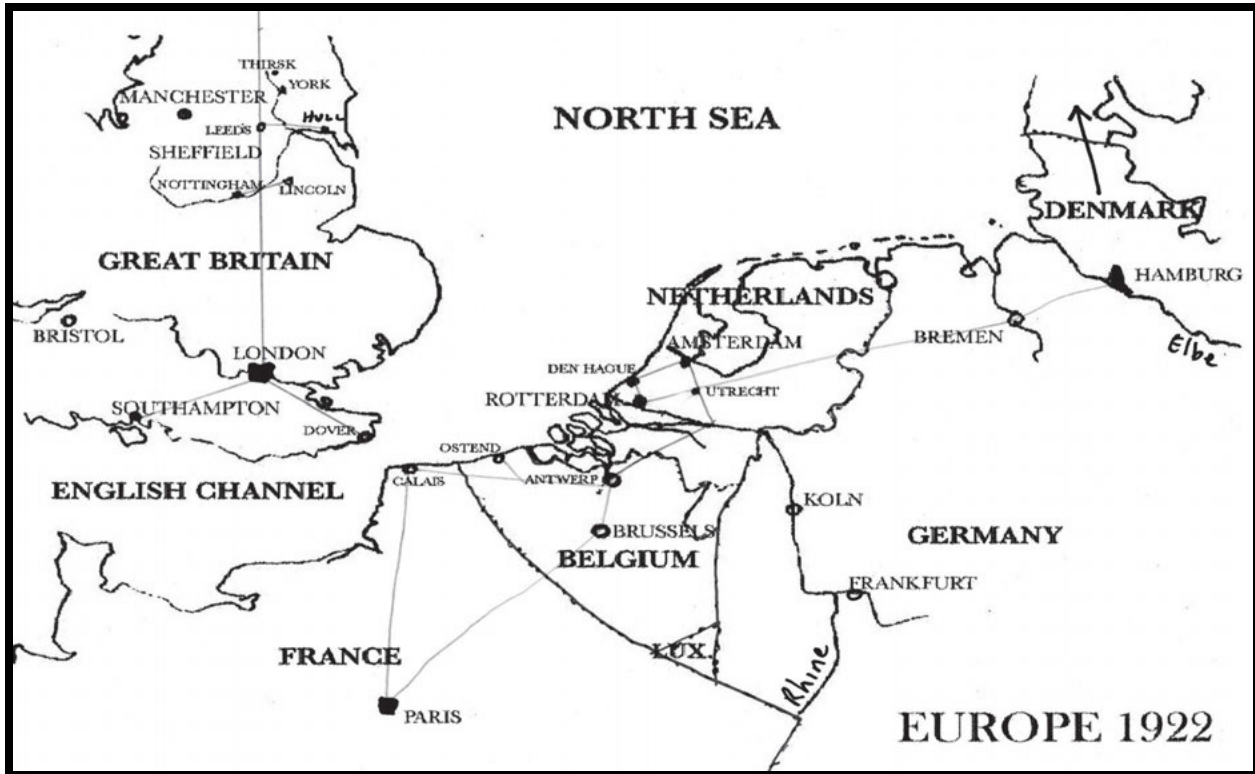 THIRSK
YORK
MANCHESTER
HULL
LEEDS
SHEFFIELD
NOTTINGHAM
LINCOLN
NORTH SEA
DENMARK
GREAT BRITAIN
HAMBURG
NETHERLANDS
BRISTOL
BREMEN
AMSTERDAM
Elbe
LONDON
DEN HAGUE
UTRECHT
ROTTERDAM
SOUTHAMPTON
DOVER
OSTEND
CALAIS
ANTWERP
ENGLISH CHANNEL
KOLN
BRUSSELS
GERMANY
BELGIUM
FRANKFURT
FRANCE
LUX.
Rhine
PARIS
EUROPE 1922